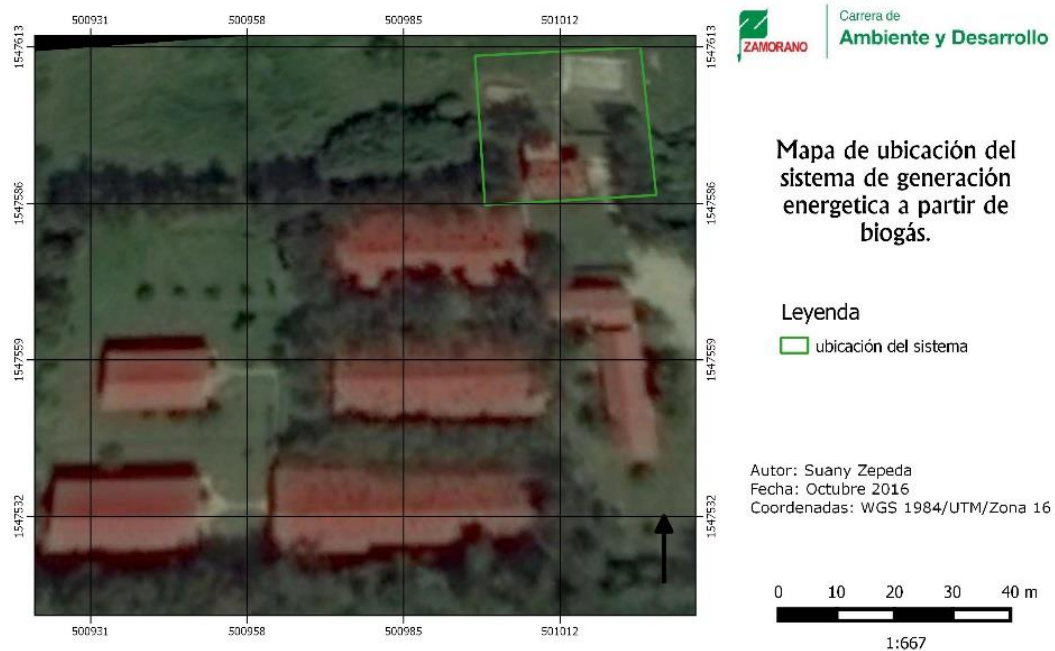 500931 500958 500985 501012
1547613
1547586
1547559
1547532
1547613
1547586
1547559
1547532
500931 500958 500985 501012
ZAMORANO
Carrera de
Ambiente y Desarrollo
Mapa de ubicación del
sistema de generación
energetica a partir de
biogás.
Leyenda
ubicación del sistema
Autor: Suany Zepeda
Fecha: Octubre 2016
Coordenadas: WGS 1984/UTM/Zona 16
0 10 20 30 40 m
1:667